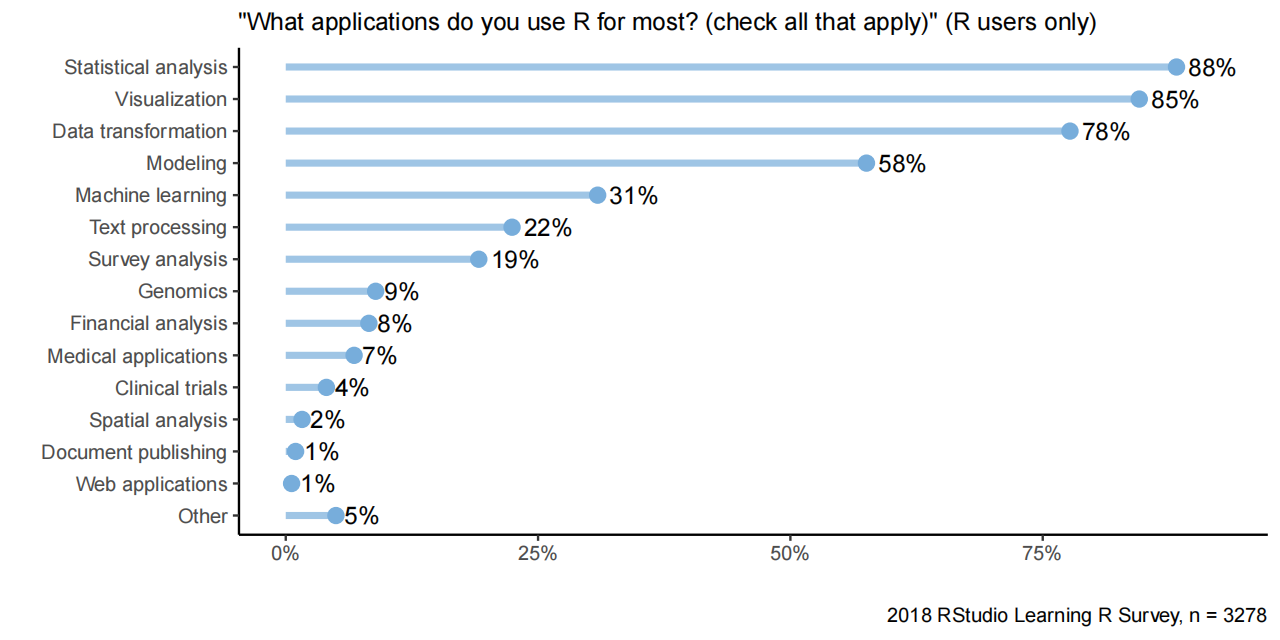 "What applications do you use R for most? (check all that apply)" (R users only)
Statistical analysis 88%
Visualization 85%
Data transformation 78%
Modeling 58%
Machine learning 31%
Text processing 22%
Survey analysis 19%
Genomics 9%
Financial analysis 8%
Medical applications 7%
Clinical trials 4%
Spatial analysis 2%
Document publishing 1%
Web applications 1%
Other 5%
0% 25% 50% 75%
2018 RStudio Learning R Survey, n = 3278